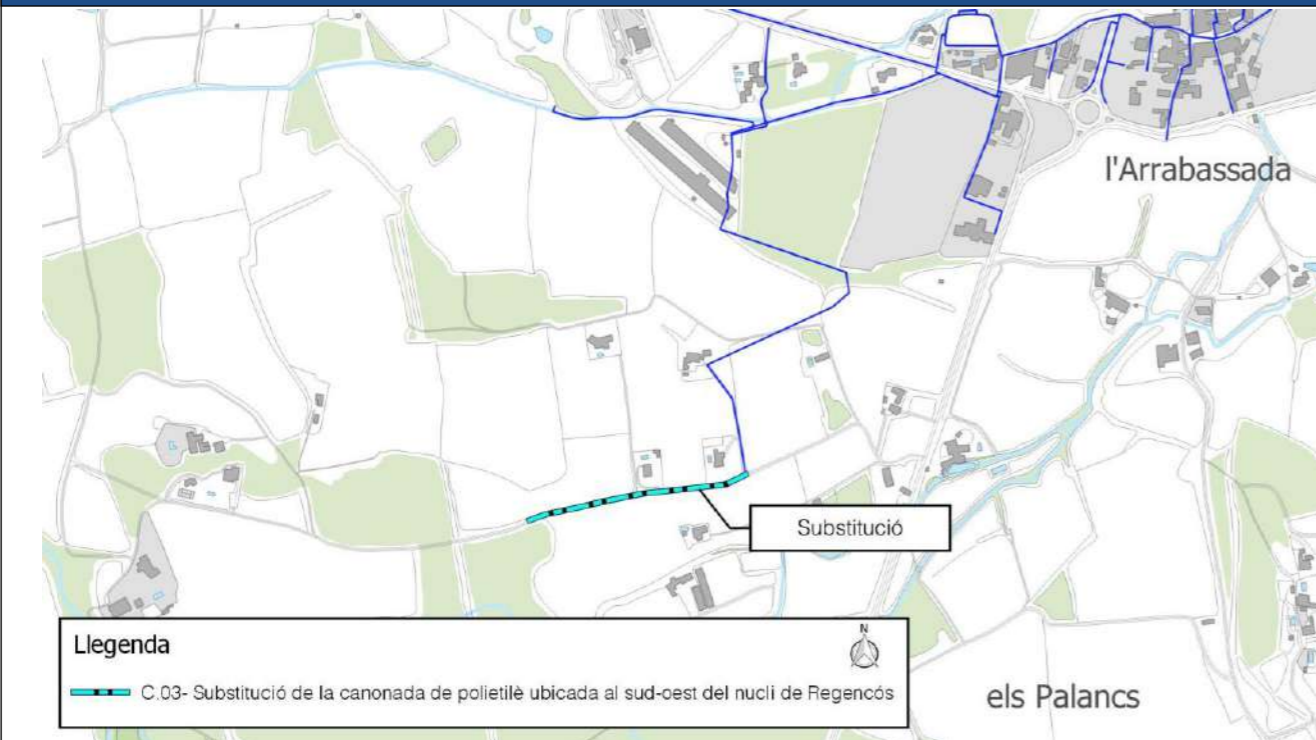 l'Arrabassada
Substitució
Llegenda
N
C.03- Substitució de la canonada de polietilè ubicada al sud-oest del nucli de Regencós
els Palancs